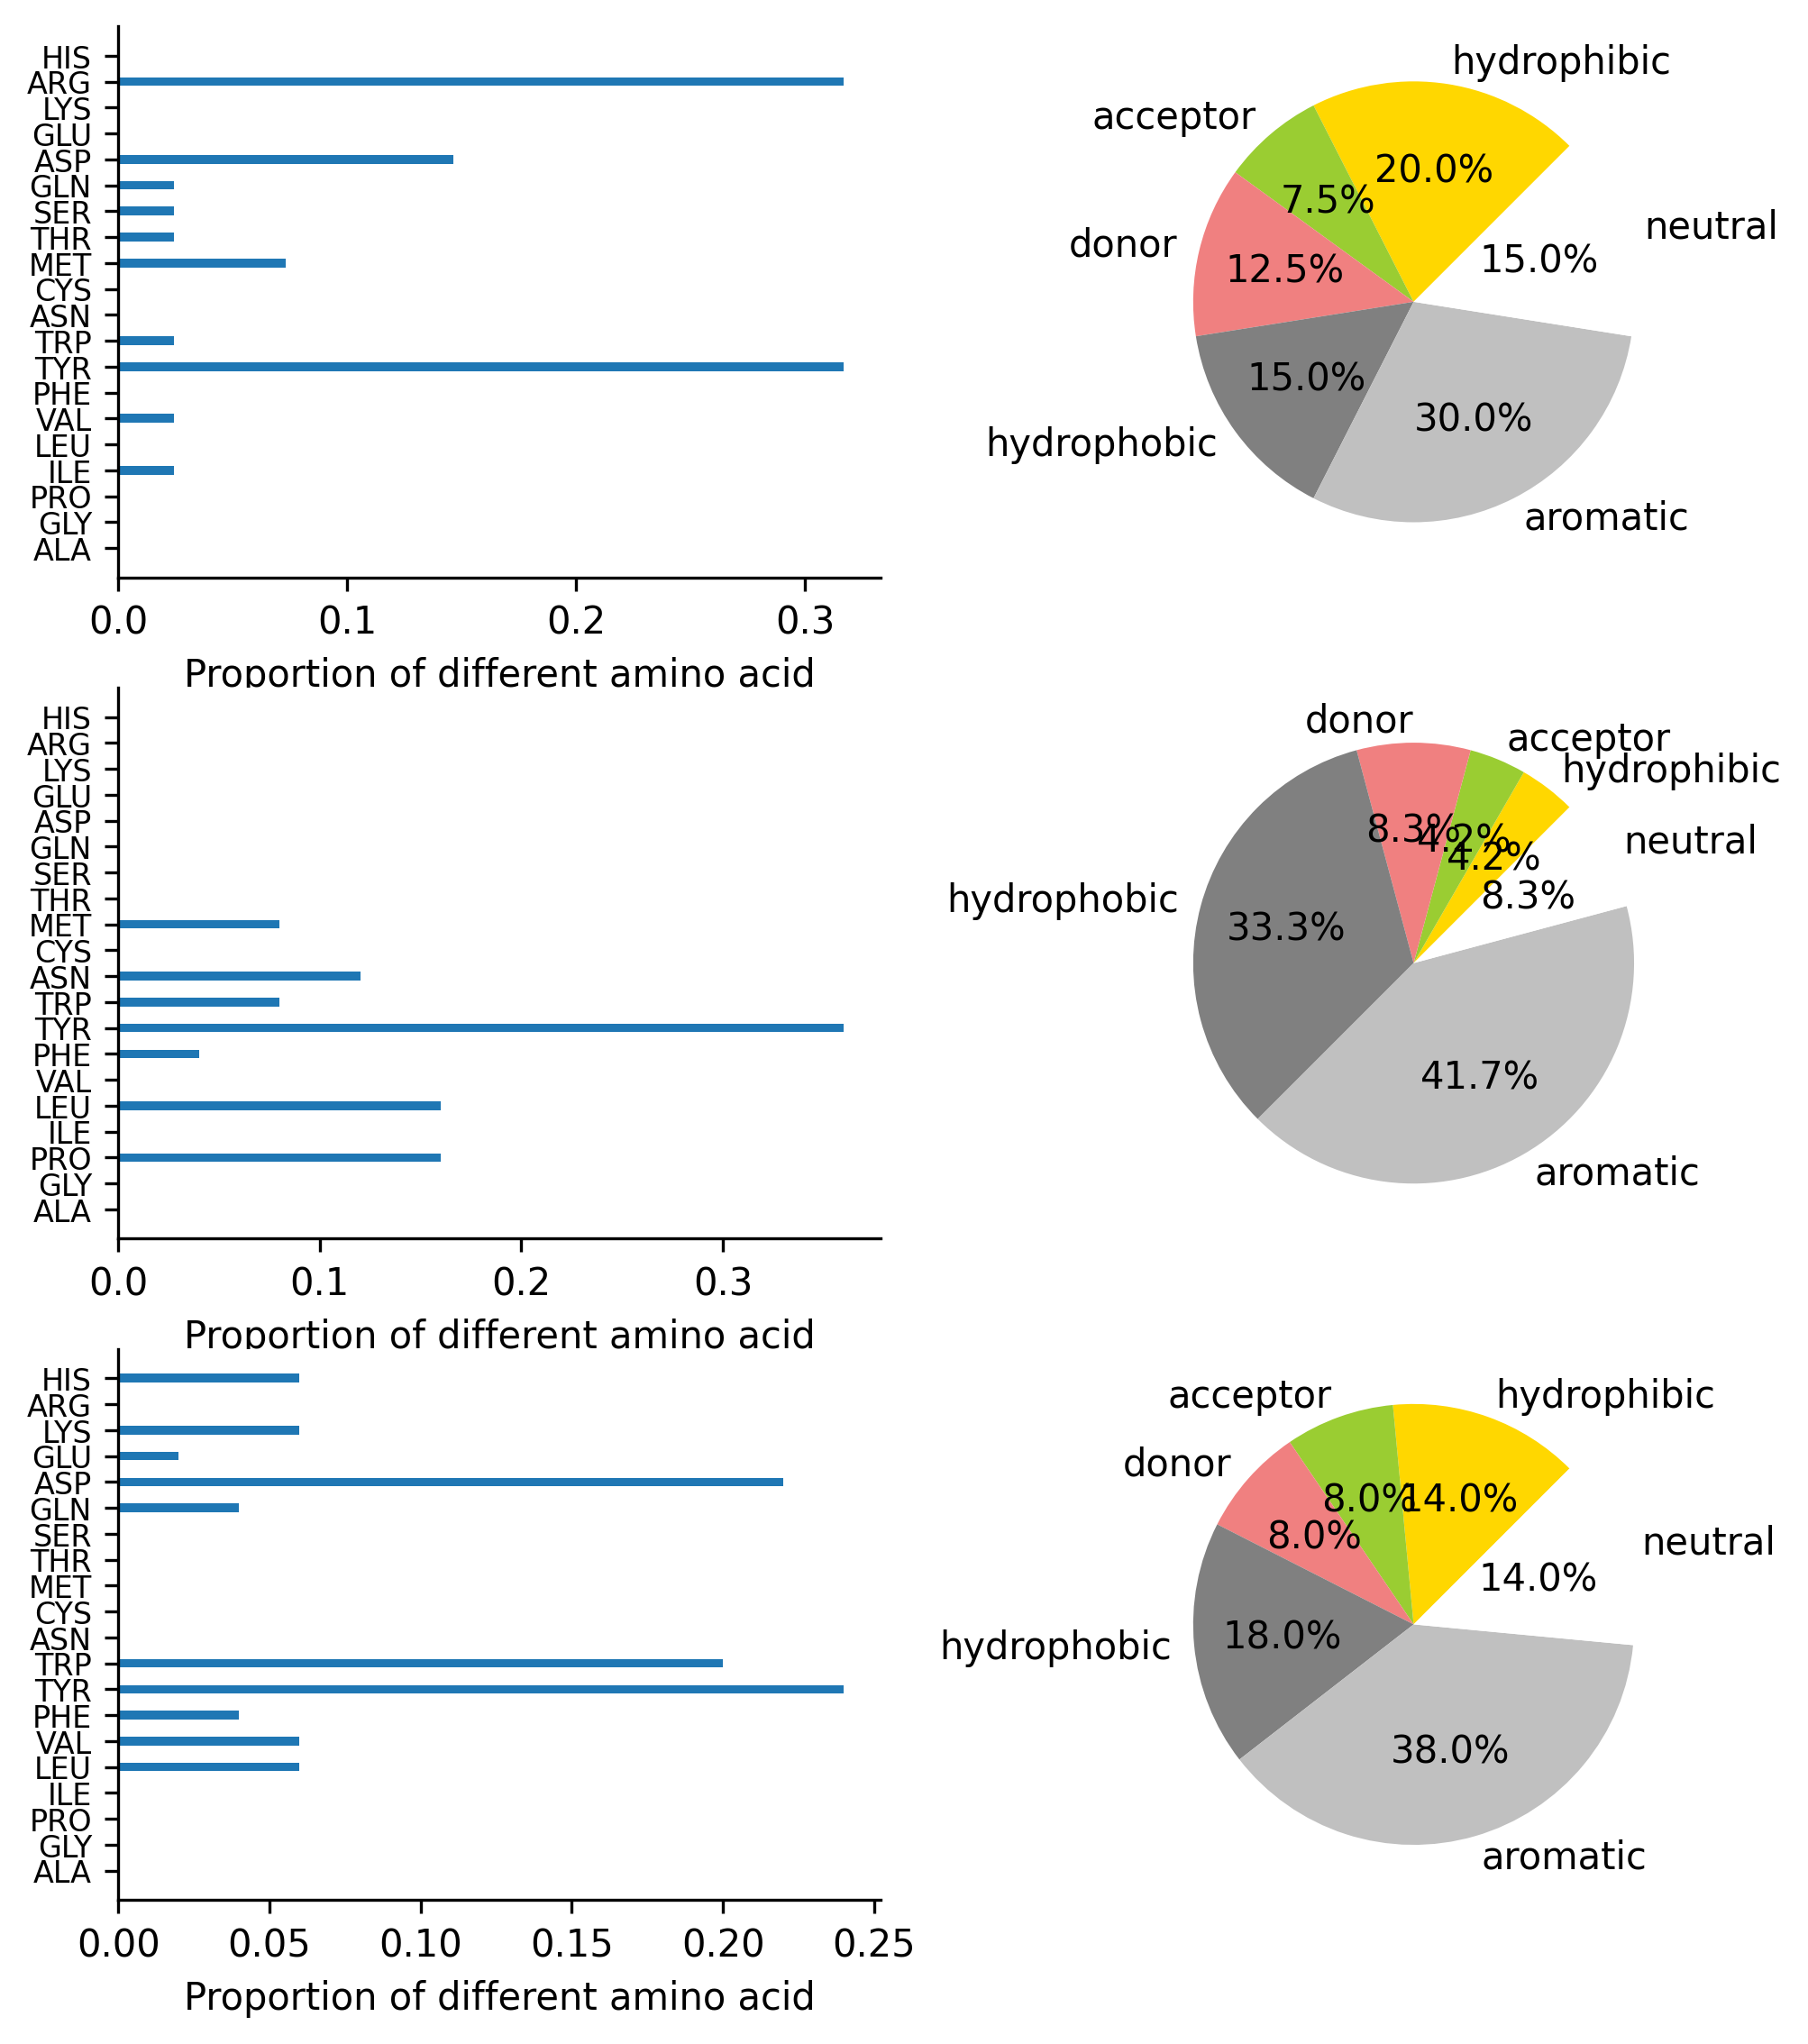 HIS
ARG
LYS
GLU
ASP
GLN
SER
THR
MET
CYS
ASN
TRP
TYR
PHE
VAL
LEU
ILE
PRO
GLY
ALA
0.0 0.1 0.2 0.3
Proportion of different amino acid
hydrophibic
acceptor
20.0%
7.5%
neutral
donor
15.0%
12.5%
15.0%
30.0%
hydrophobic
aromatic
HIS
ARG
LYS
GLU
ASP
GLN
SER
THR
MET
CYS
ASN
TRP
TYR
PHE
VAL
LEU
ILE
PRO
GLY
ALA
0.0 0.1 0.2 0.3
Proportion of different amino acid
donor
acceptor
hydrophibic
8.3%
4.2%
4.2%
neutral
8.3%
hydrophobic
33.3%
41.7%
aromatic
HIS
ARG
LYS
GLU
ASP
GLN
SER
THR
MET
CYS
ASN
TRP
TYR
PHE
VAL
LEU
ILE
PRO
GLY
ALA
0.00 0.05 0.10 0.15 0.20 0.25
Proportion of different amino acid
acceptor
hydrophibic
donor
8.0%
14.0%
8.0%
neutral
14.0%
hydrophobic
18.0%
38.0%
aromatic